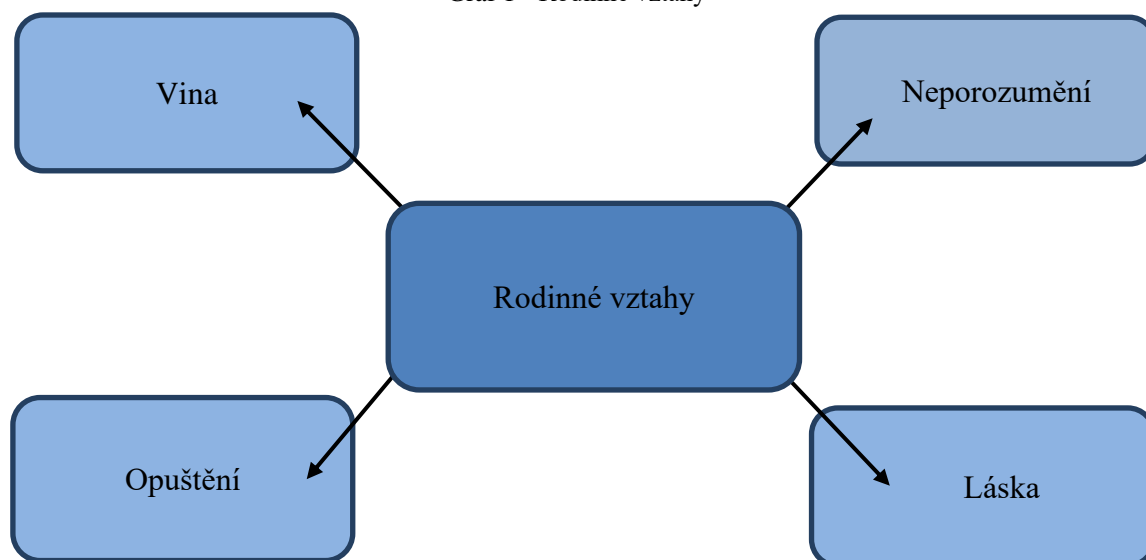 Vina
Neporozumění
Rodinné vztahy
Opuštění
Láska